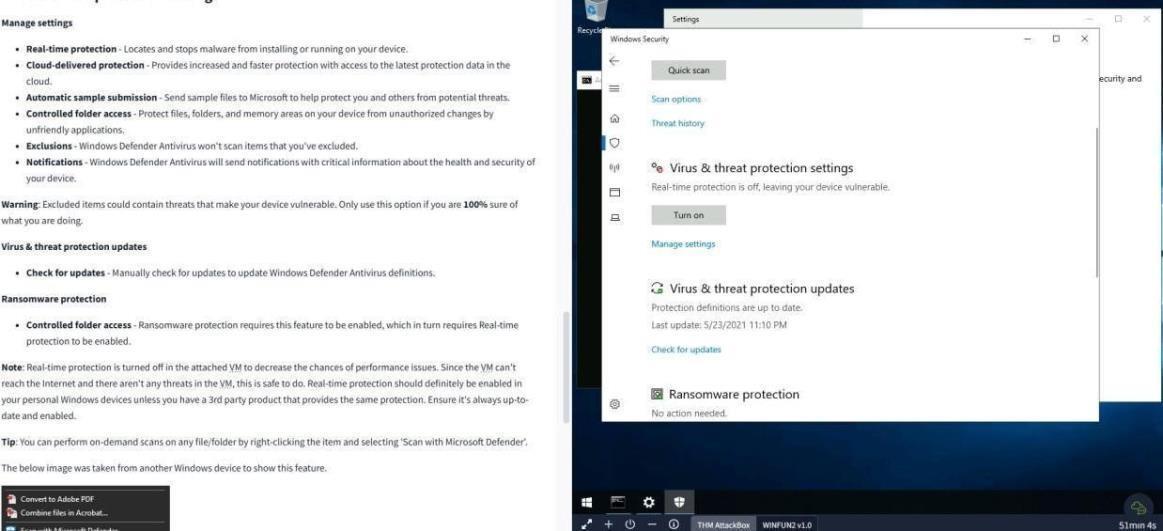 Manage settings
Real-time protection - Locates and stops malware from installing or running on your device.
Cloud-delivered protection - Provides increased and faster protection with access to the latest protection data in the
cloud.
Automatic sample submission - Send sample files to Microsoft to help protect you and others from potential threats.
Controlled folder access - Protect files, folders, and memory areas on your device from unauthorized changes by
unfriendly applications.
Exclusions - Windows Defender Antivirus won't scan items that you've excluded.
Notifications - Windows Defender Antivirus will send notifications with critical information about the health and security of
your device.
Warning: Excluded items could contain threats that make your device vulnerable. Only use this option if you are 100% sure of
what you are doing.
Virus & threat protection updates
Check for updates - Manually check for updates to update Windows Defender Antivirus definitions.
Ransomware protection
Controlled folder access - Ransomware protection requires this feature to be enabled, which in turn requires Real-time
protection to be enabled.
Note: Real-time protection is turned off in the attached VM to decrease the chances of performance issues. Since the VM can't
reach the Internet and there aren't any threats in the VM, this is safe to do. Real-time protection should definitely be enabled in
your personal Windows devices unless you have a 3rd party product that provides the same protection. Ensure it's always up-to-
date and enabled.
Tip: You can perform on-demand scans on any file/folder by right-clicking the item and selecting 'Scan with Microsoft Defender'.
The below image was taken from another Windows device to show this feature.
Convert to Adobe PDF
Combine files in Acrobat...
Scan with Microsoft Defender
Recycle
Settings
Windows Security
ecurity and
Quick scan
Scan options
Threat history
Virus & threat protection settings
Real-time protection is off, leaving your device vulnerable.
Turn on
Manage settings
Virus & threat protection updates
Protection definitions are up to date.
Last update: 5/23/2021 11:10 PM
Check for updates
Ransomware protection
No action needed.
THM AttackBox
WINFUN2 v1.0
51min 4s